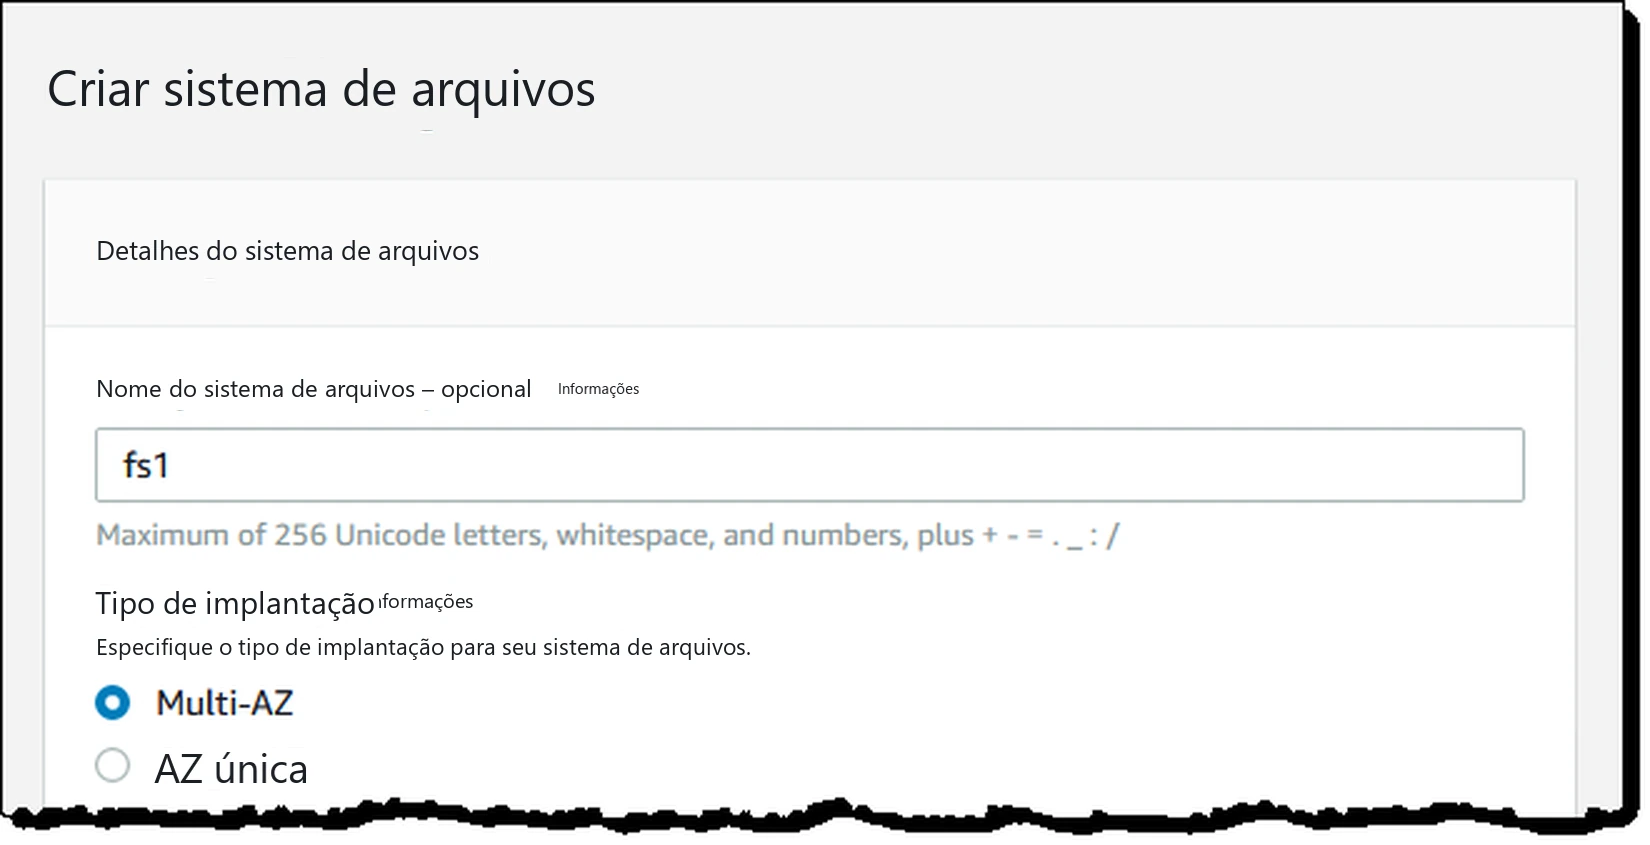 Criar sistema de arquivos
Detalhes do sistema de arquivos
Nome do sistema de arquivos – opcional Informações
fs1
Maximum of 256 Unicode letters, whitespace, and numbers, plus + - = . _ : /
Tipo de implantação nformações
Especifique o tipo de implantação para seu sistema de arquivos.
Multi-AZ
AZ única